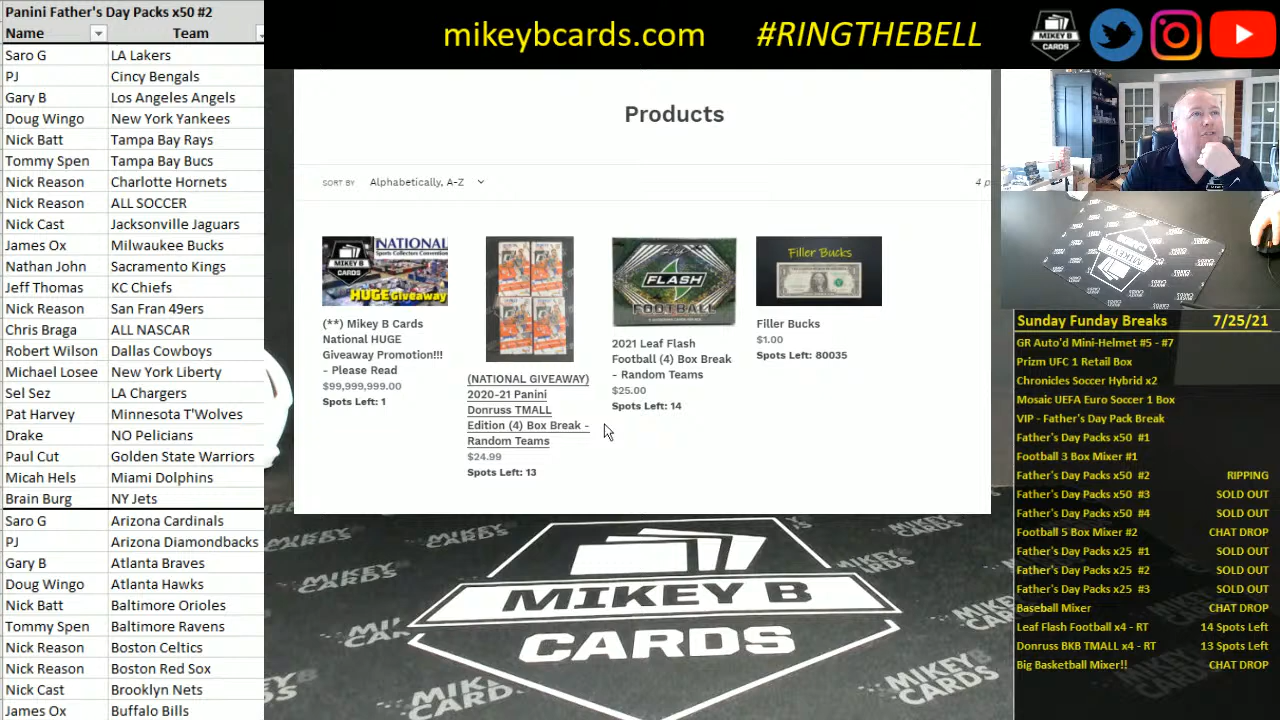 Panini Father's Day Packs x50 #2
Name Team
Saro G LA Lakers
PJ Cincy Bengals
Gary B Los Angeles Angels
Doug Wingo New York Yankees
Nick Batt Tampa Bay Rays
Tommy Spen Tampa Bay Bucs
Nick Reason Charlotte Hornets
Nick Reason ALL SOCCER
Nick Cast Jacksonville Jaguars
James Ox Milwaukee Bucks
Nathan John Sacramento Kings
Jeff Thomas KC Chiefs
Nick Reason San Fran 49ers
Chris Braga ALL NASCAR
Robert Wilson Dallas Cowboys
Michael Losee New York Liberty
Sel Sez LA Chargers
Pat Harvey Minnesota T'Wolves
Drake NO Pelicians
Paul Cut Golden State Warriors
Micah Hels Miami Dolphins
Brain Burg NY Jets
Saro G Arizona Cardinals
PJ Arizona Diamondbacks
Gary B Atlanta Braves
Doug Wingo Atlanta Hawks
Nick Batt Baltimore Orioles
Tommy Spen Baltimore Ravens
Nick Reason Boston Celtics
Nick Reason Boston Red Sox
Nick Cast Brooklyn Nets
James Ox Buffalo Bills
mikeybcards.com #RINGTHEBELL
MIKEY B
CARDS
Products
SORT BY Alphabetically, A-Z
4 p
MIKEY B
CARDS
NATIONAL
Sports Collectors Convention
HUGE Giveaway
(**) Mikey B Cards
National HUGE
Giveaway Promotion!!!
- Please Read
$99,999,999.00
Spots Left: 1
(NATIONAL GIVEAWAY)
2020-21 Panini
Donruss TMALL
Edition (4) Box Break -
Random Teams
$24.99
Spots Left: 13
FLASH
FOOTBALL
2021 Leaf Flash
Football (4) Box Break
- Random Teams
$25.00
Spots Left: 14
Filler Bucks
Filler Bucks
$1.00
Spots Left: 80035
MIKEY B
CARDS
Sunday Funday Breaks 7/25/21
GR Auto'd Mini-Helmet #5 - #7
Prizm UFC 1 Retail Box
Chronicles Soccer Hybrid x2
Mosaic UEFA Euro Soccer 1 Box
VIP - Father's Day Pack Break
Father's Day Packs x50 #1
Football 3 Box Mixer #1
Father's Day Packs x50 #2 RIPPING
Father's Day Packs x50 #3 SOLD OUT
Father's Day Packs x50 #4 SOLD OUT
Football 5 Box Mixer #2 CHAT DROP
Father's Day Packs x25 #1 SOLD OUT
Father's Day Packs x25 #2 SOLD OUT
Father's Day Packs x25 #3 SOLD OUT
Baseball Mixer CHAT DROP
Leaf Flash Football x4 - RT 14 Spots Left
Donruss BKB TMALL x4 - RT 13 Spots Left
Big Basketball Mixer!! CHAT DROP